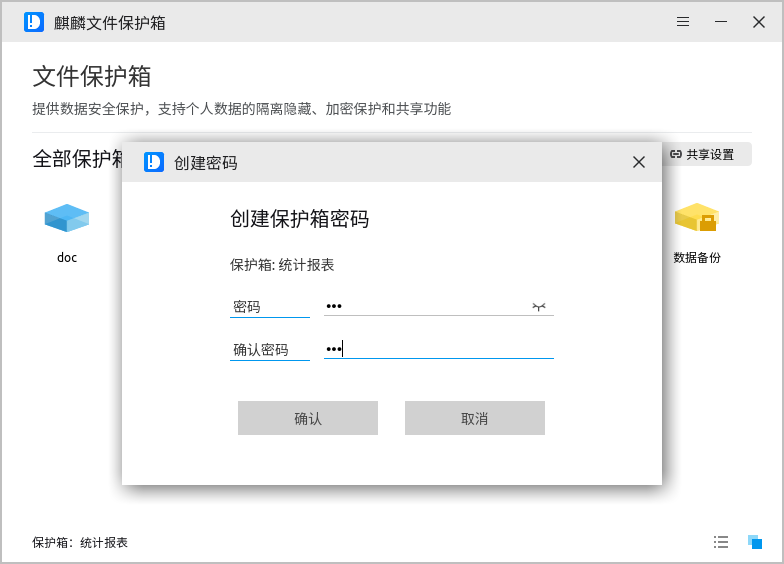 麒麟文件保护箱
文件保护箱
提供数据安全保护，支持个人数据的隔离隐藏、加密保护和共享功能
全部保护箱
共享设置
doc
数据备份
创建密码
创建保护箱密码
保护箱: 统计报表
密码 •••
确认密码 •••
确认 取消
保护箱：统计报表